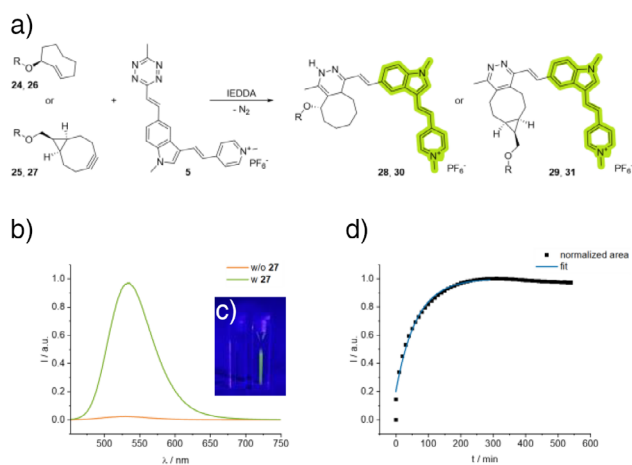 a)
R
O
24, 26
or
R
O
H
H
25, 27
+
N N
N N
N
N+
PF6-
5
IEDDA
- N2
H
N
N
O
R
N
N+
PF6-
28, 30
or
N
N
H
H
O
R
N
N+
PF6-
29, 31
b)
w/o 27
w 27
c)
I / a.u.
1.0
0.8
0.6
0.4
0.2
0.0
500 550 600 650 700 750
λ / nm
d)
normalized area
fit
I / a.u.
1.0
0.8
0.6
0.4
0.2
0.0
0 100 200 300 400 500 600
t / min